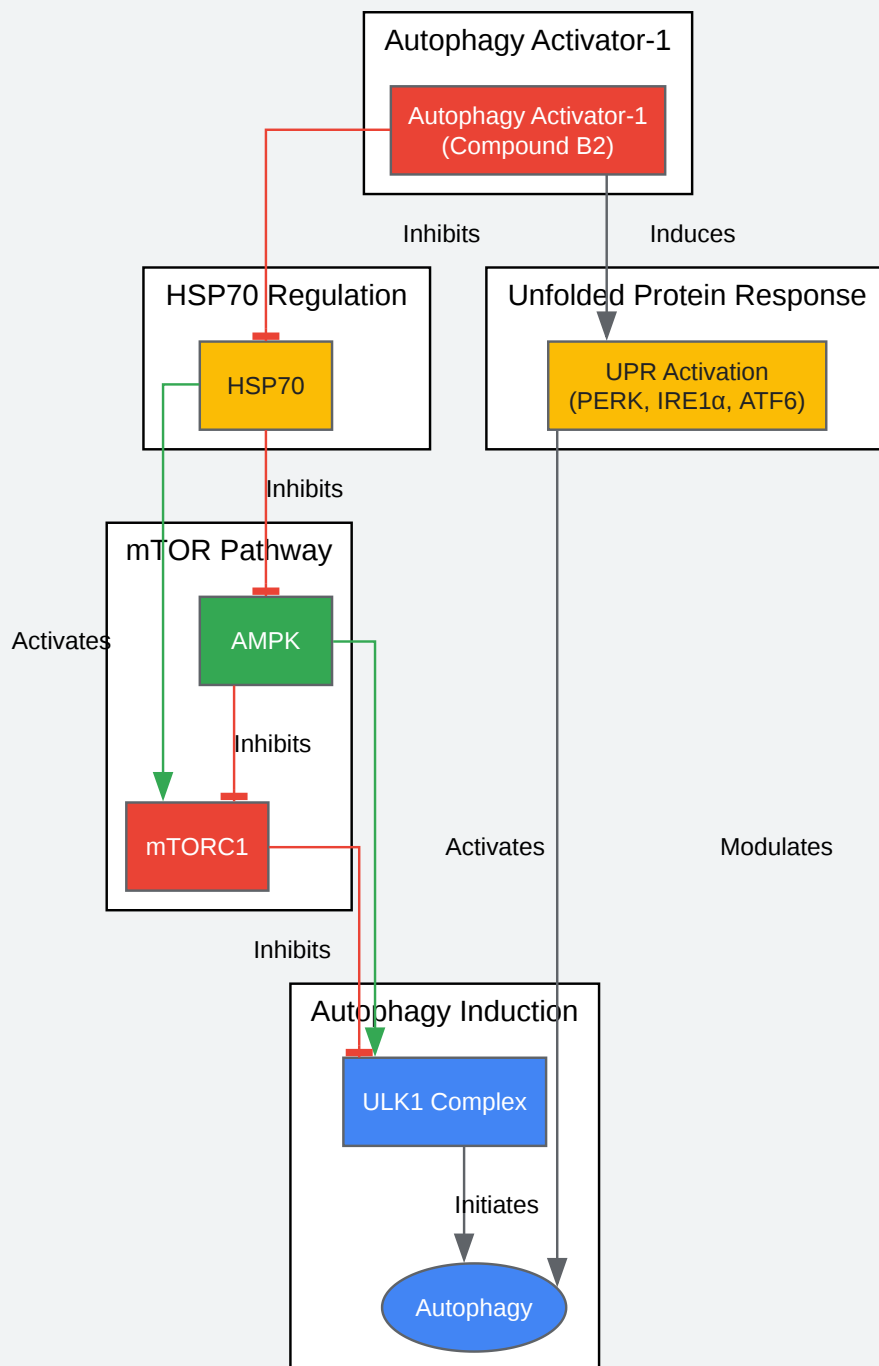 Autophagy Activator-1
Autophagy Activator-1
(Compound B2)
Inhibits
Induces
HSP70 Regulation
Unfolded Protein Response
HSP70
UPR Activation
(PERK, IRE1α, ATF6)
Inhibits
mTOR Pathway
Activates
AMPK
Inhibits
mTORC1
Activates
Modulates
Inhibits
Autophagy Induction
ULK1 Complex
Initiates
Autophagy